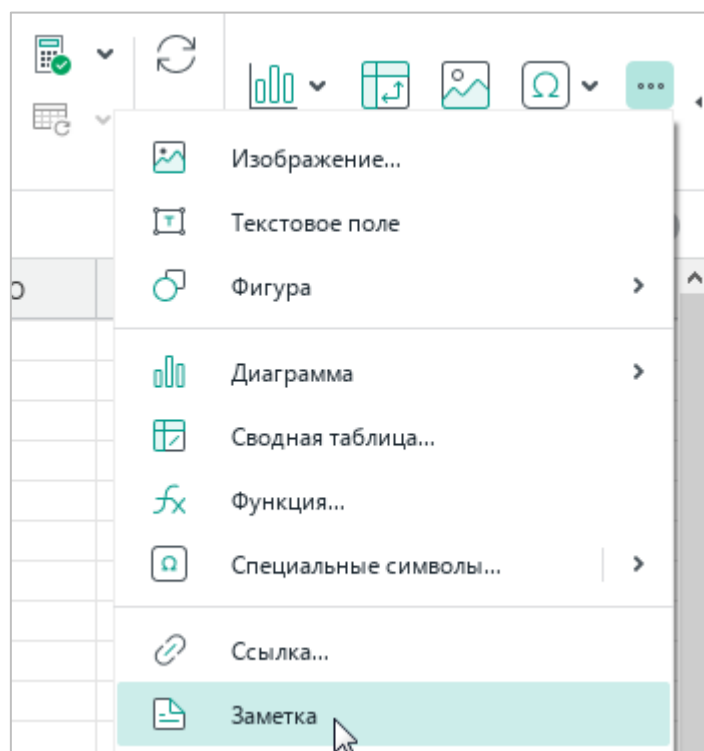 Изображение...
Текстовое поле
Фигура
Диаграмма
Сводная таблица...
Функция...
Специальные символы...
Ссылка...
Заметка